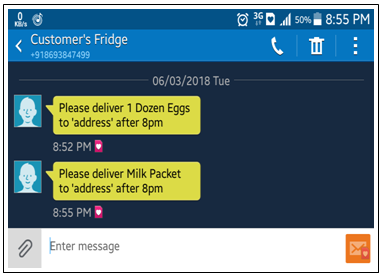 0
KB/s
3G
50%
8:55 PM
Customer's Fridge
+918693847499
06/03/2018 Tue
Please deliver 1 Dozen Eggs
to 'address' after 8pm
8:52 PM
Please deliver Milk Packet
to 'address' after 8pm
8:55 PM
Enter message